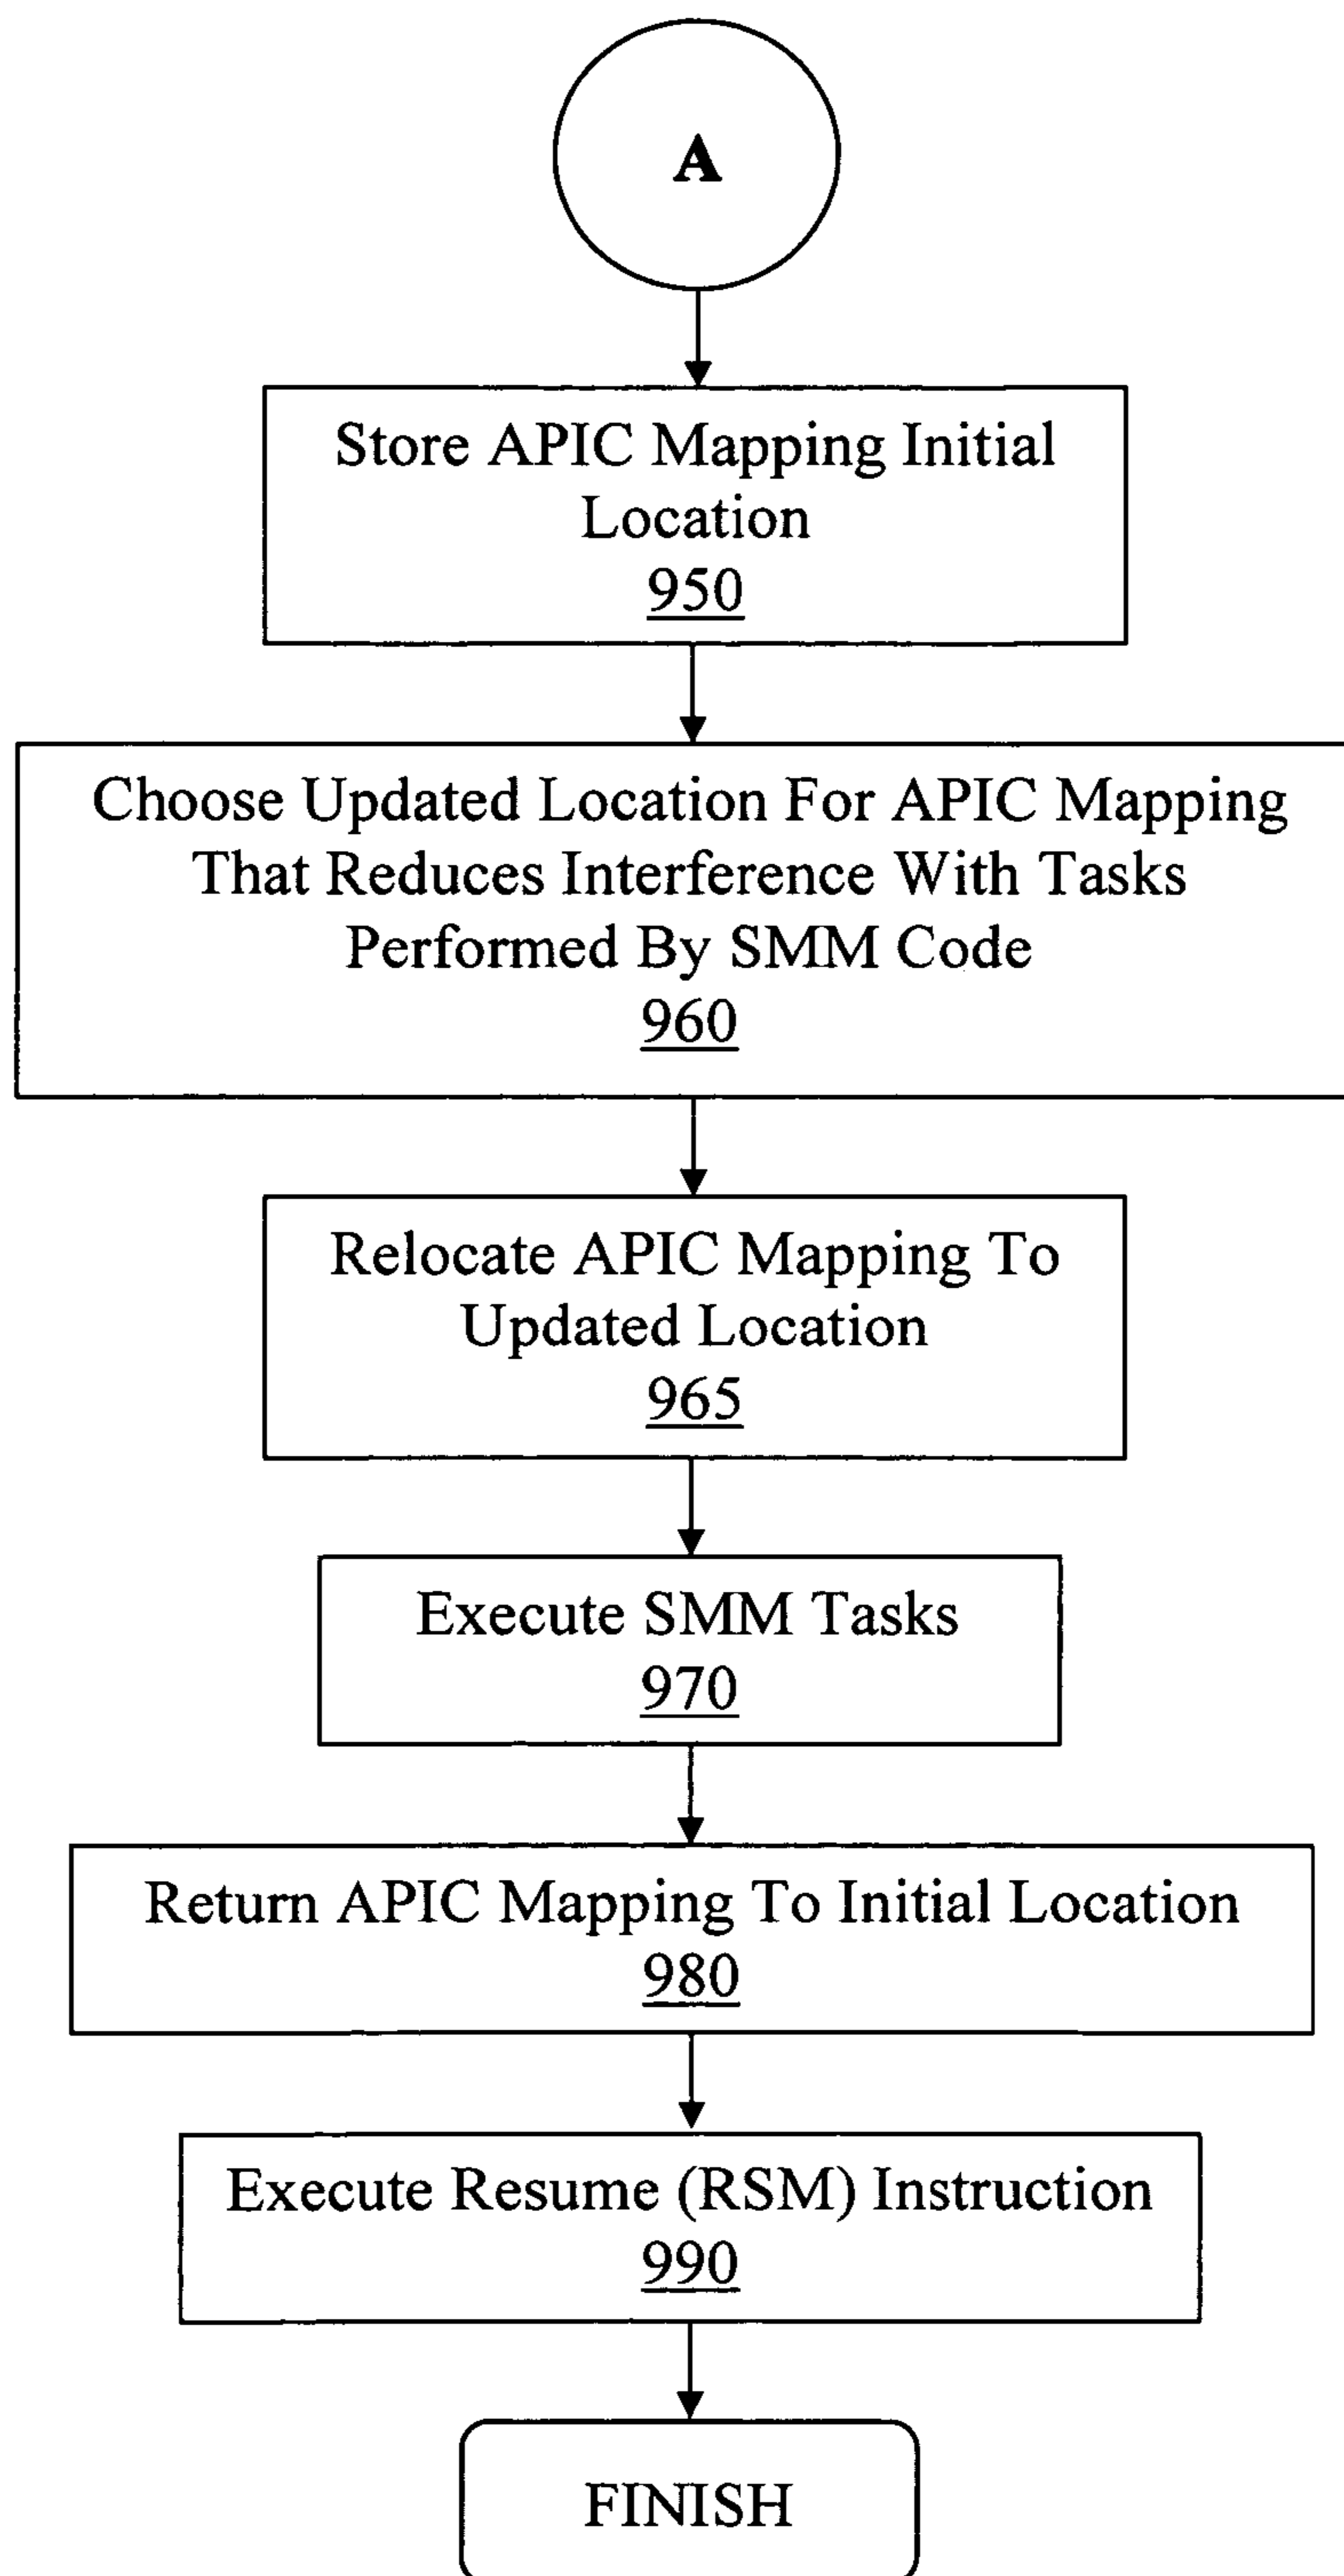 A
Store APIC Mapping Initial
Location
950
Choose Updated Location For APIC Mapping
That Reduces Interference With Tasks
Performed By SMM Code
960
Relocate APIC Mapping To
Updated Location
965
Execute SMM Tasks
970
Return APIC Mapping To Initial Location
980
Execute Resume (RSM) Instruction
990
FINISH